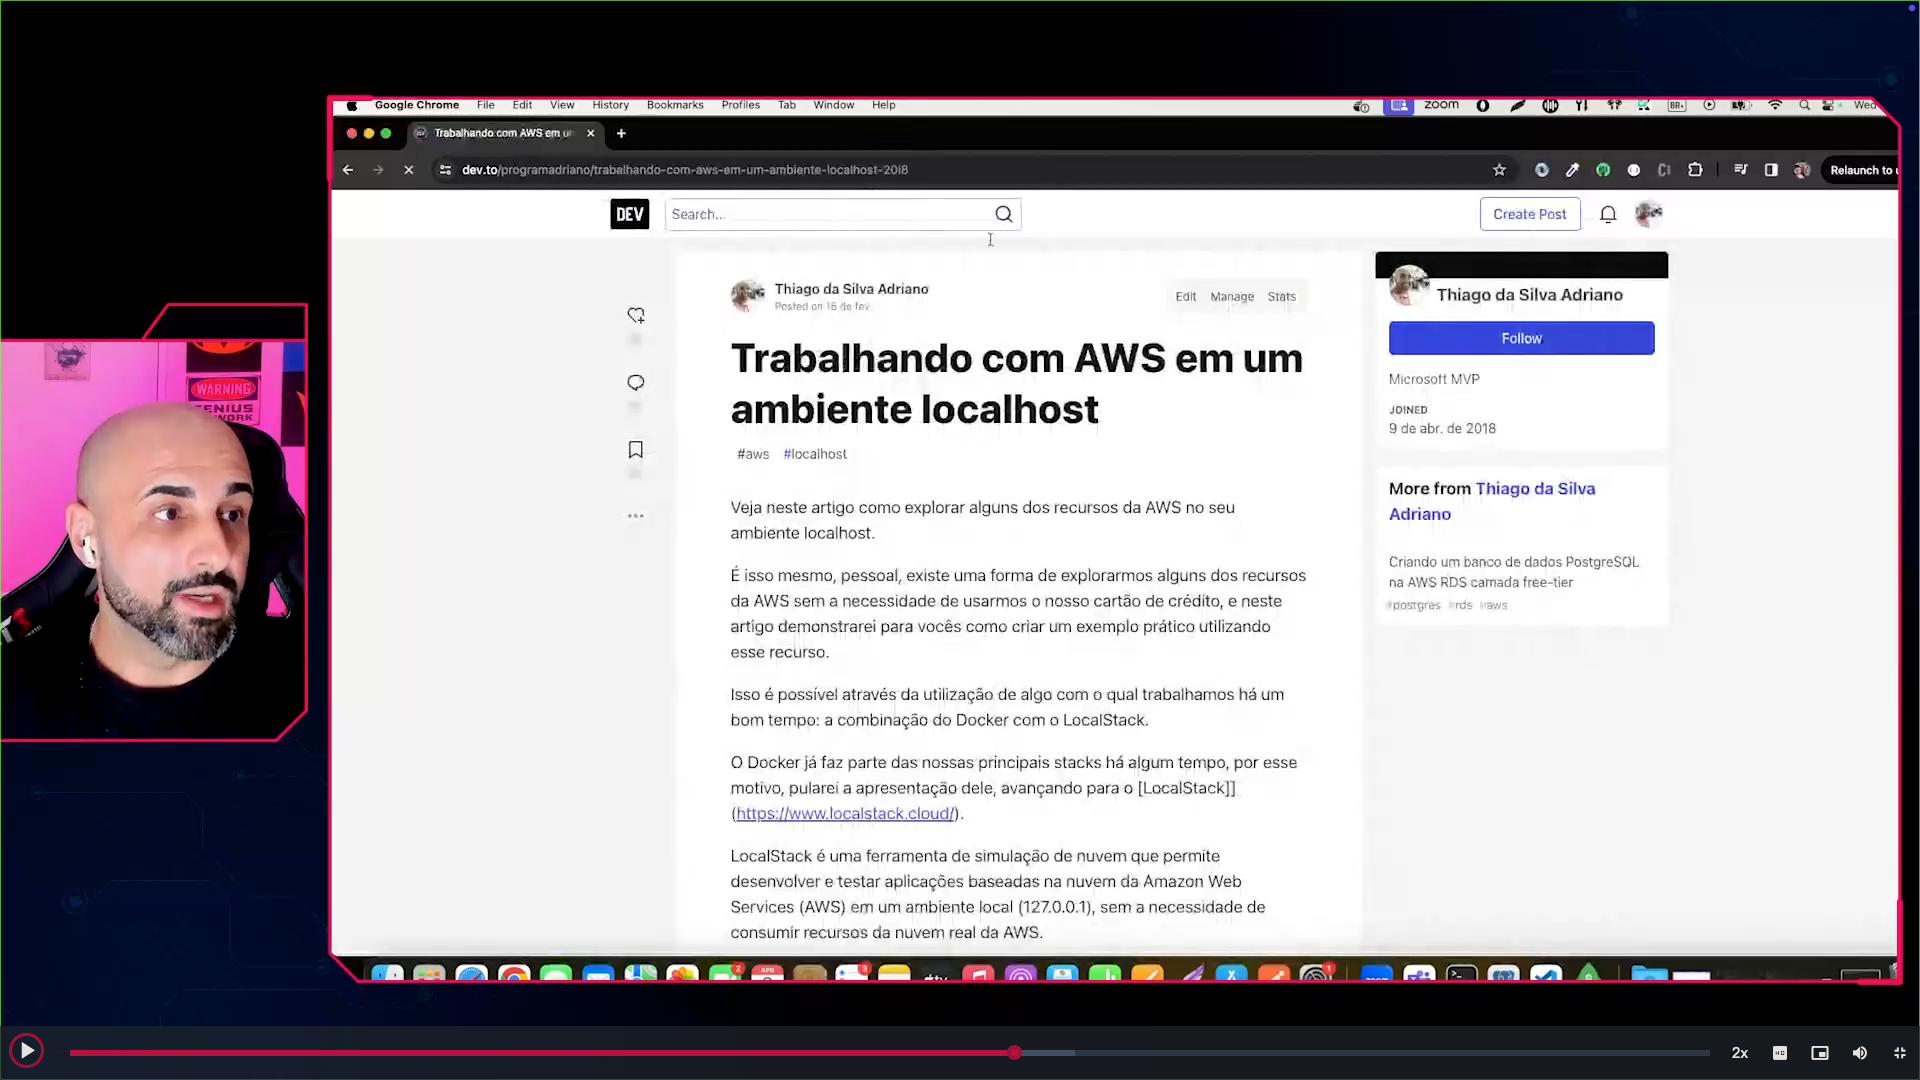 Google Chrome File Edit View History Bookmarks Profiles Tab Window Help zoom Wed
Trabalhando com AWS em u
dev.to/programadriano/trabalhando-com-aws-em-um-ambiente-localhost-20i8
Relaunch to u
DEV
Search...
Create Post
Thiago da Silva Adriano
Posted on 16 de fev.
Edit Manage Stats
Trabalhando com AWS em um
ambiente localhost
#aws #localhost
Veja neste artigo como explorar alguns dos recursos da AWS no seu
ambiente localhost.
É isso mesmo, pessoal, existe uma forma de explorarmos alguns dos recursos
da AWS sem a necessidade de usarmos o nosso cartão de crédito, e neste
artigo demonstrarei para vocês como criar um exemplo prático utilizando
esse recurso.
Isso é possível através da utilização de algo com o qual trabalhamos há um
bom tempo: a combinação do Docker com o LocalStack.
O Docker já faz parte das nossas principais stacks há algum tempo, por esse
motivo, pularei a apresentação dele, avançando para o [LocalStack]]
(https://www.localstack.cloud/).
LocalStack é uma ferramenta de simulação de nuvem que permite
desenvolver e testar aplicações baseadas na nuvem da Amazon Web
Services (AWS) em um ambiente local (127.0.0.1), sem a necessidade de
consumir recursos da nuvem real da AWS.
Thiago da Silva Adriano
Follow
Microsoft MVP
JOINED
9 de abr. de 2018
More from Thiago da Silva
Adriano
Criando um banco de dados PostgreSQL
na AWS RDS camada free-tier
#postgres #rds #aws
WARNING
GENIUS
WORK
2x